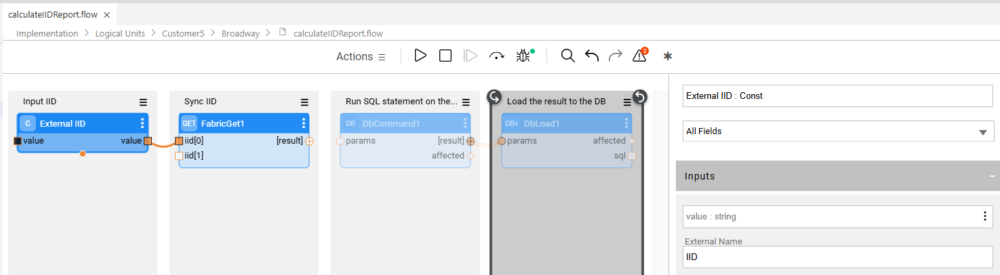 calculateIIDReport.flow ×
Implementation > Logical Units > Customer5 > Broadway > calculateIIDReport.flow
Actions
2
Input IID
C External IID
value value
Sync IID
GET FabricGet1
iid[0] [result]
iid[1]
Run SQL statement on the...
DB DbCommand1
params [result]
affected
Load the result to the DB
DB+ DbLoad1
params affected
sql
External IID : Const
All Fields
Inputs
value : string
External Name
IID